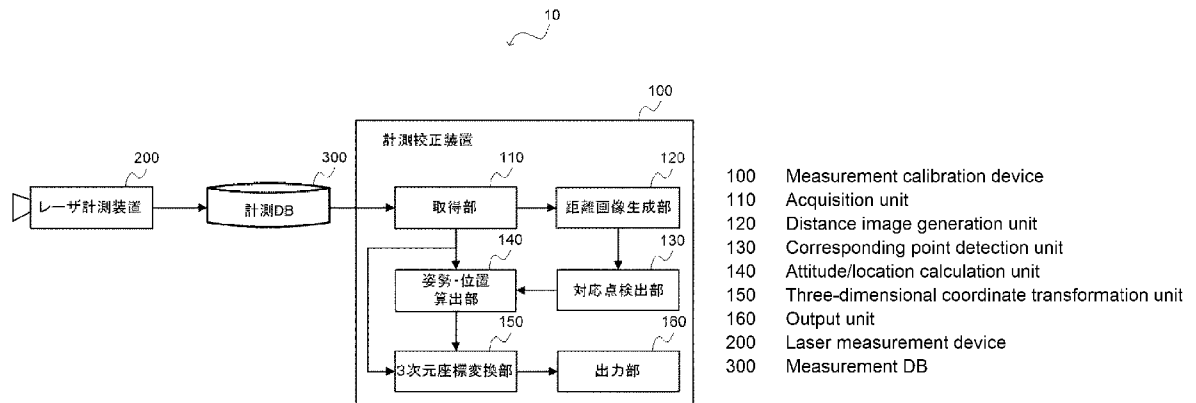 10
100
計測校正装置
200
300
110
120
レーザ計測装置
計測DB
取得部
距離画像生成部
140
130
姿勢・位置
算出部
対応点検出部
150
160
3次元座標変換部
出力部
100 Measurement calibration device
110 Acquisition unit
120 Distance image generation unit
130 Corresponding point detection unit
140 Attitude/location calculation unit
150 Three-dimensional coordinate transformation unit
160 Output unit
200 Laser measurement device
300 Measurement DB